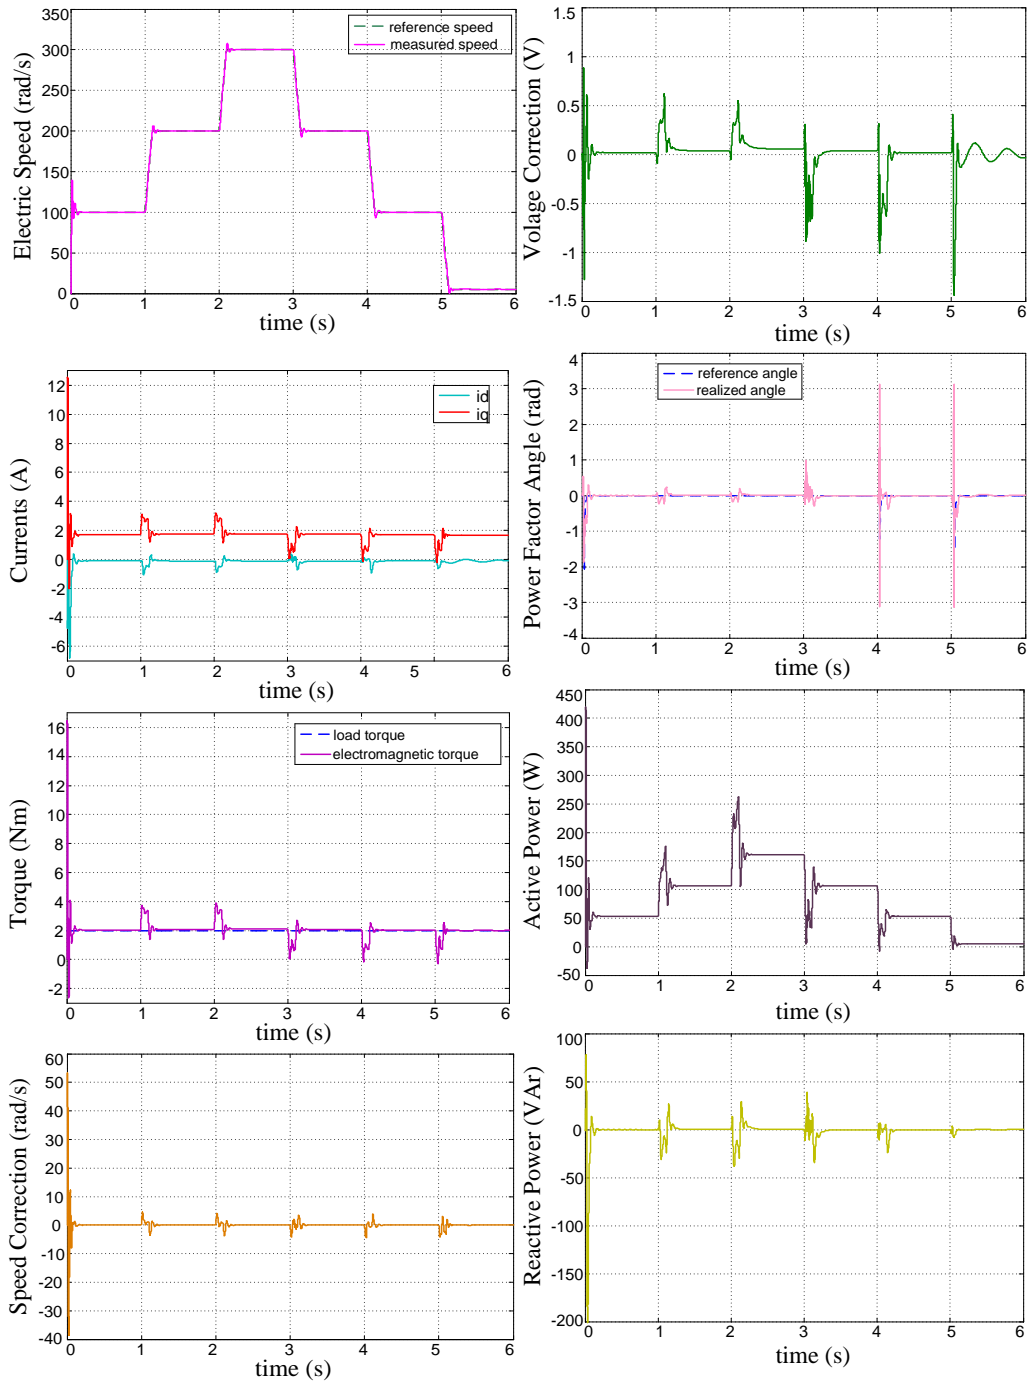 350
300
250
200
150
100
50
0
0 1 2 3 4 5 6
Electric Speed (rad/s)
time (s)
reference speed
measured speed
1.5
1
0.5
0
-0.5
-1
-1.5
0 1 2 3 4 5 6
Volage Correction (V)
time (s)
12
10
8
6
4
2
0
-2
-4
-6
0 1 2 3 4 5 6
Currents (A)
time (s)
id
iq
4
3
2
1
0
-1
-2
-3
-4
0 1 2 3 4 5 6
Power Factor Angle (rad)
time (s)
reference angle
realized angle
16
14
12
10
8
6
4
2
0
-2
0 1 2 3 4 5 6
Torque (Nm)
time (s)
load torque
electromagnetic torque
450
400
350
300
250
200
150
100
50
0
-50
0 1 2 3 4 5 6
Active Power (W)
time (s)
60
50
40
30
20
10
0
-10
-20
-30
-40
0 1 2 3 4 5 6
Speed Correction (rad/s)
time (s)
100
50
0
-50
-100
-150
-200
0 1 2 3 4 5 6
Reactive Power (VAr)
time (s)